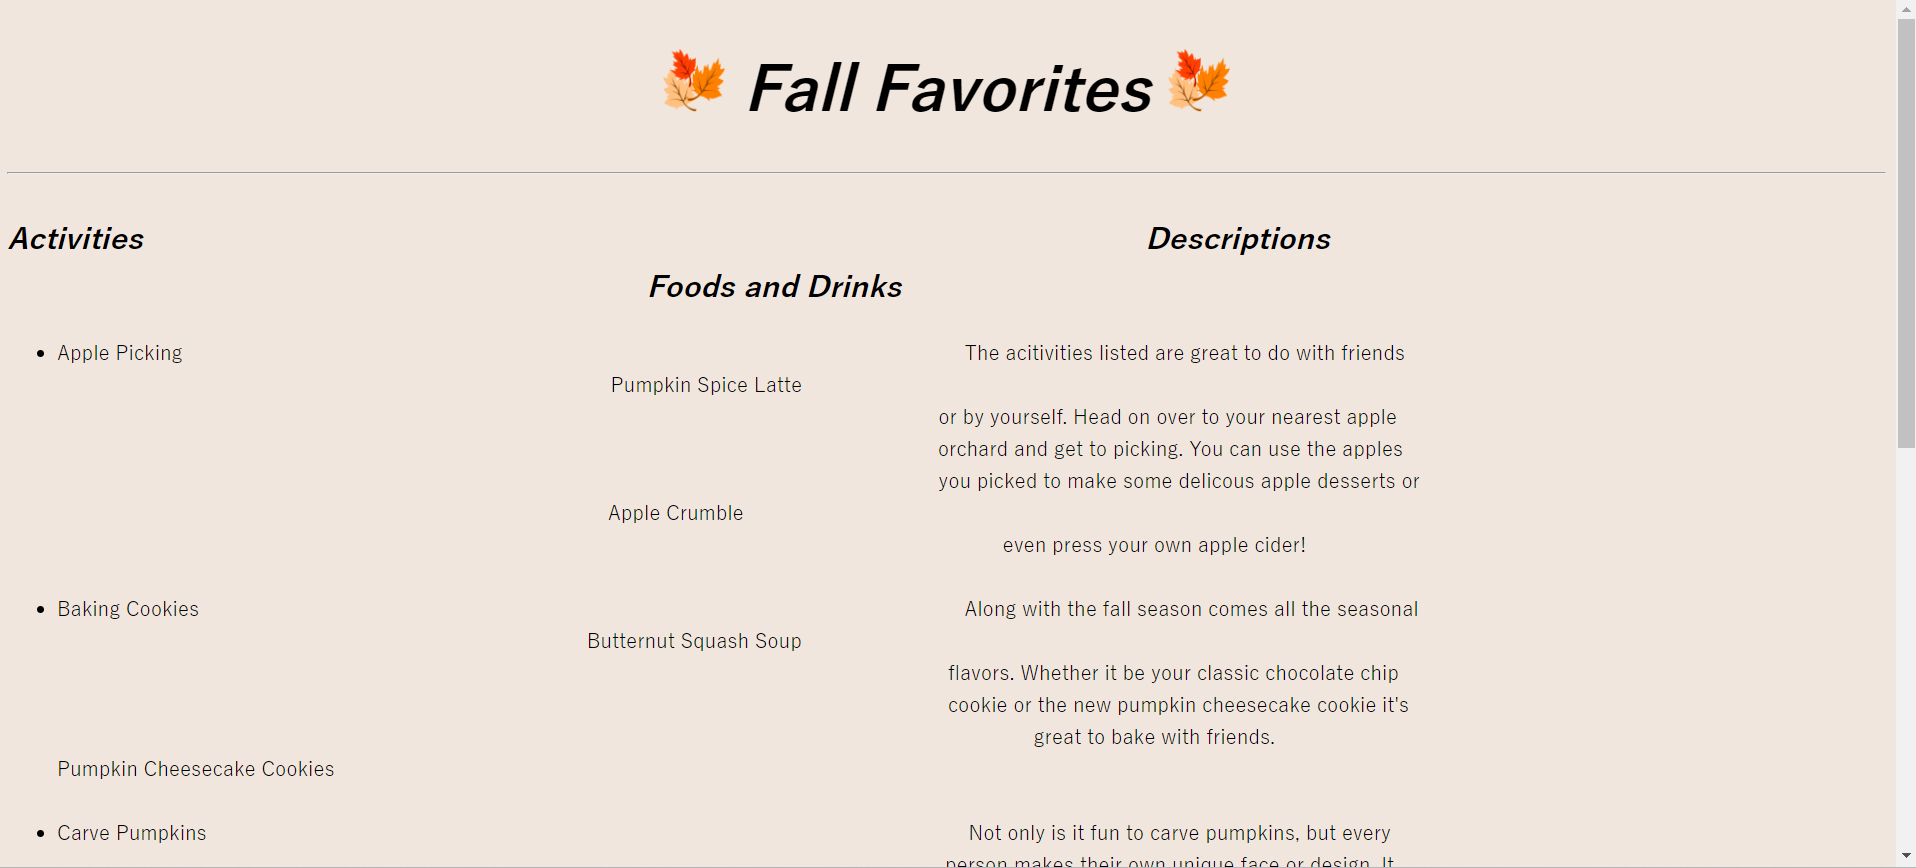 Fall Favorites
Activities
Descriptions
Foods and Drinks
Apple Picking
The acitivities listed are great to do with friends
Pumpkin Spice Latte
or by yourself. Head on over to your nearest apple
orchard and get to picking. You can use the apples
you picked to make some delicous apple desserts or
Apple Crumble
even press your own apple cider!
Baking Cookies
Along with the fall season comes all the seasonal
Butternut Squash Soup
flavors. Whether it be your classic chocolate chip
cookie or the new pumpkin cheesecake cookie it's
great to bake with friends.
Pumpkin Cheesecake Cookies
Carve Pumpkins
Not only is it fun to carve pumpkins, but every
person makes their own unique face or design. It